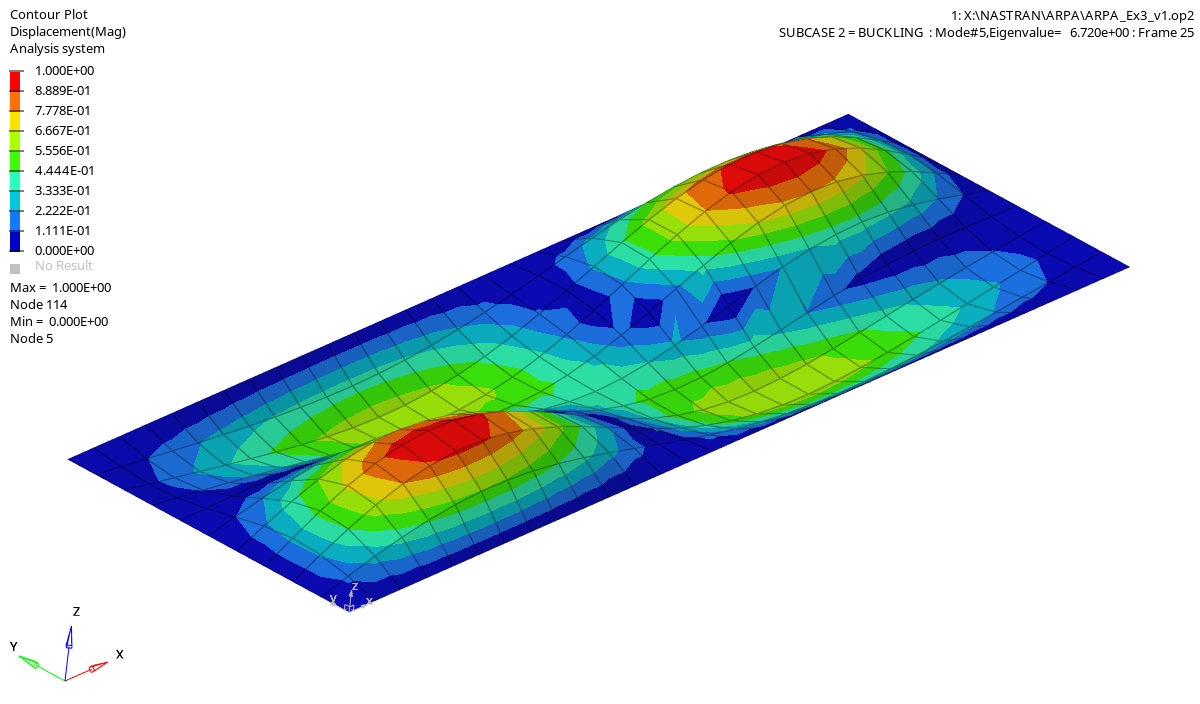 Contour Plot
Displacement(Mag)
Analysis system
1.000E+00
8.889E-01
7.778E-01
6.667E-01
5.556E-01
4.444E-01
3.333E-01
2.222E-01
1.111E-01
0.000E+00
No Result
Max = 1.000E+00
Node 114
Min = 0.000E+00
Node 5
1: X:\NASTRAN\ARPA\ARPA_Ex3_v1.op2
SUBCASE 2 = BUCKLING : Mode#5,Eigenvalue= 6.720e+00 : Frame 25
Z
Y
X
Z
Y
X